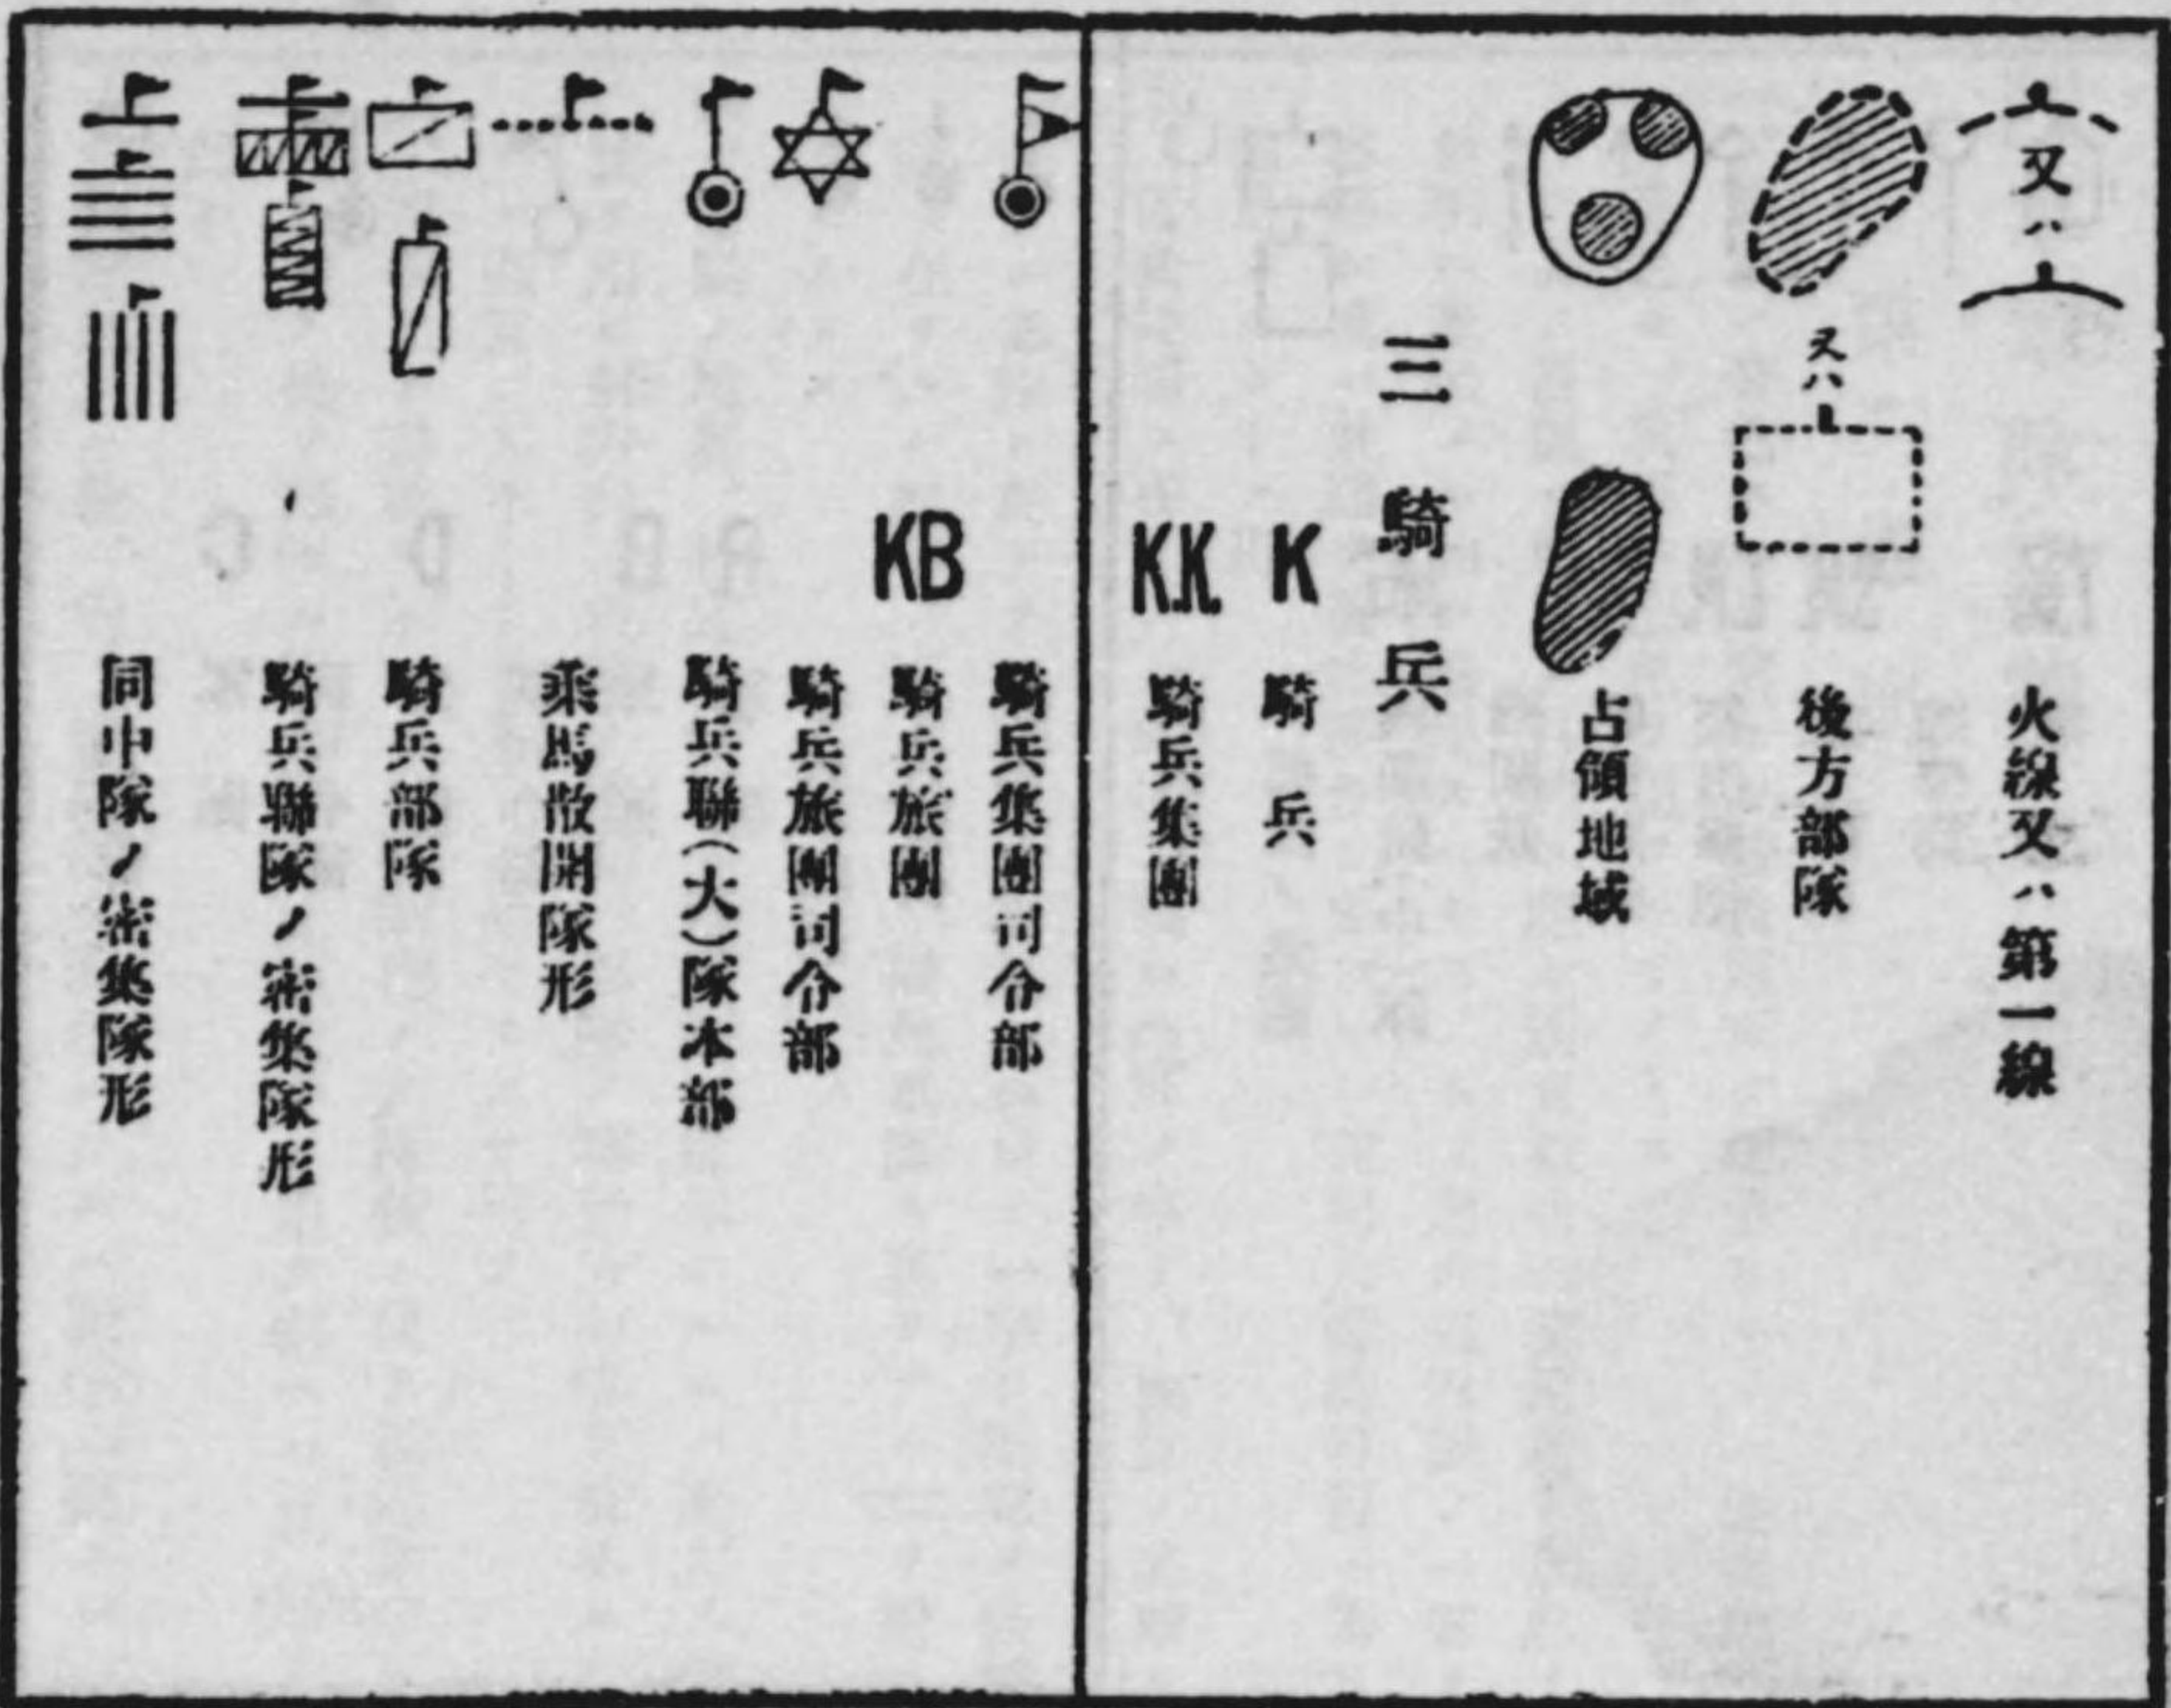 又ハ
火線又ハ第一線
又ハ
後方部隊
占領地域
三 騎兵
K 騎兵
K.K. 騎兵集團
騎兵集團司令部
KB 騎兵旅團
騎兵旅團司令部
騎兵聯(大)隊本部
乘馬散開隊形
騎兵部隊
騎兵聯隊ノ密集隊形
同中隊ノ密集隊形